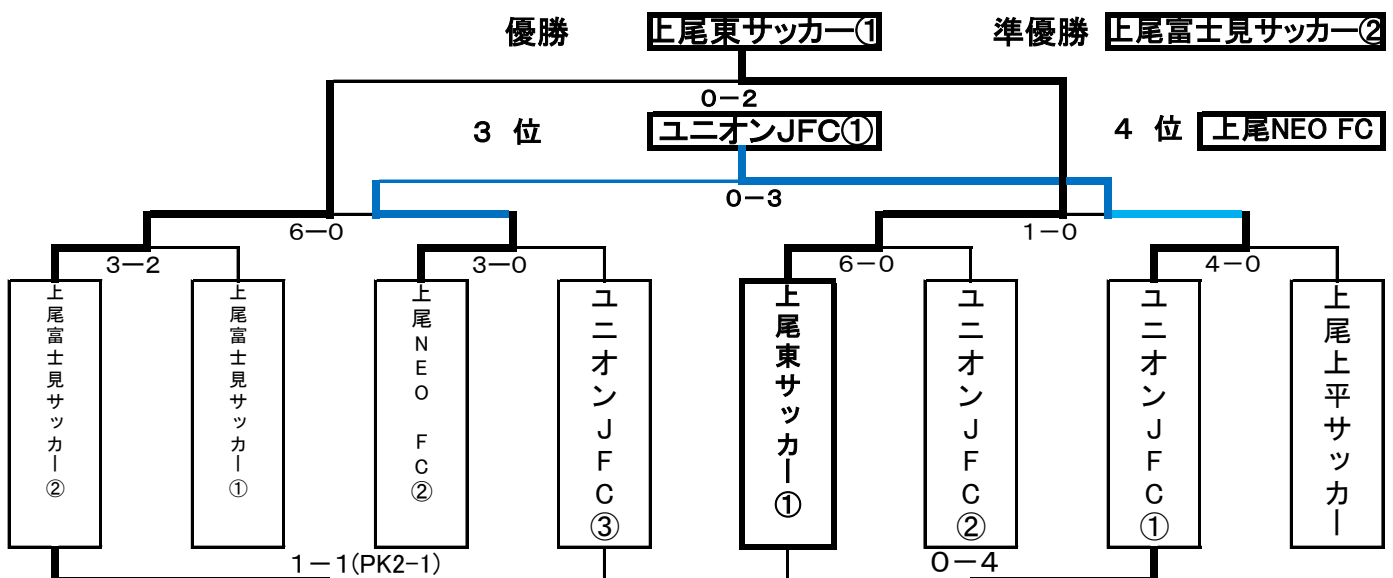 優勝 上尾東サッカー① 準優勝 上尾富士見サッカー②
0－2
3 位 ユニオンJFC① 4 位 上尾NEO FC
0－3
6－0 1－0
3－2 3－0 6－0 4－0
上尾富士見サッカー②
上尾富士見サッカー①
上尾NEO FC②
ユニオンJFC③
上尾東サッカー①
ユニオンJFC②
ユニオンJFC①
上尾上平サッカー
1－1(PK2-1) 0－4